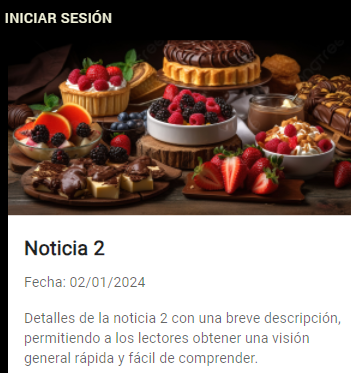 INICIAR SESIÓN
Noticia 2
Fecha: 02/01/2024
Detalles de la noticia 2 con una breve descripción,
permitiendo a los lectores obtener una visión
general rápida y fácil de comprender.